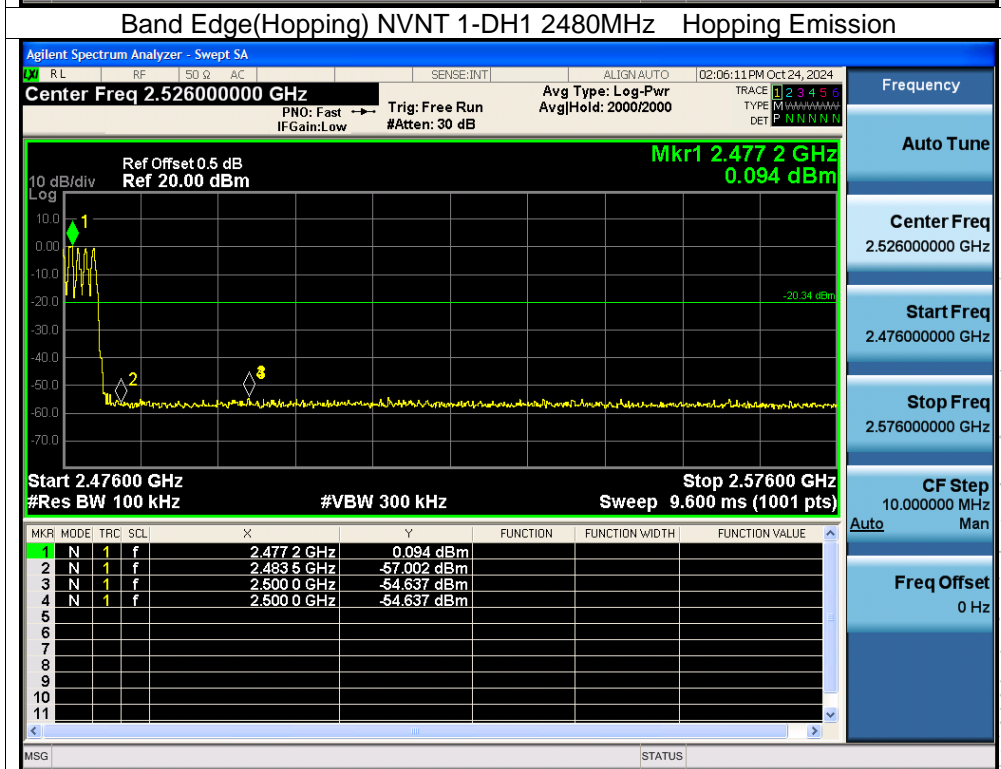 Band Edge(Hopping) NVNT 1-DH1 2480MHz Hopping Emission
Agilent Spectrum Analyzer - Swept SA
LXI RL RF 50 Ω AC SENSE:INT ALIGN AUTO 02:06:11 PM Oct 24, 2024
Center Freq 2.526000000 GHz
PNO: Fast
IFGain:Low
Trig: Free Run
#Atten: 30 dB
Avg Type: Log-Pwr
Avg|Hold: 2000/2000
TRACE 1 2 3 4 5 6
TYPE M WWWWW
DET P N N N N N
Ref Offset 0.5 dB
Ref 20.00 dBm
Mkr1 2.477 2 GHz
0.094 dBm
10 dB/div
Log
10.0
0.00
-10.0
-20.0
-30.0
-40.0
-50.0
-60.0
-70.0
1
2
3
-20.34 dBm
Start 2.47600 GHz Stop 2.57600 GHz
#Res BW 100 kHz #VBW 300 kHz Sweep 9.600 ms (1001 pts)
MKR MODE TRC SCL X Y FUNCTION FUNCTION WIDTH FUNCTION VALUE
1 N 1 f 2.477 2 GHz 0.094 dBm
2 N 1 f 2.483 5 GHz -57.002 dBm
3 N 1 f 2.500 0 GHz -54.637 dBm
4 N 1 f 2.500 0 GHz -54.637 dBm
5
6
7
8
9
10
11
MSG STATUS
Frequency
Auto Tune
Center Freq
2.526000000 GHz
Start Freq
2.476000000 GHz
Stop Freq
2.576000000 GHz
CF Step
10.000000 MHz
Auto Man
Freq Offset
0 Hz